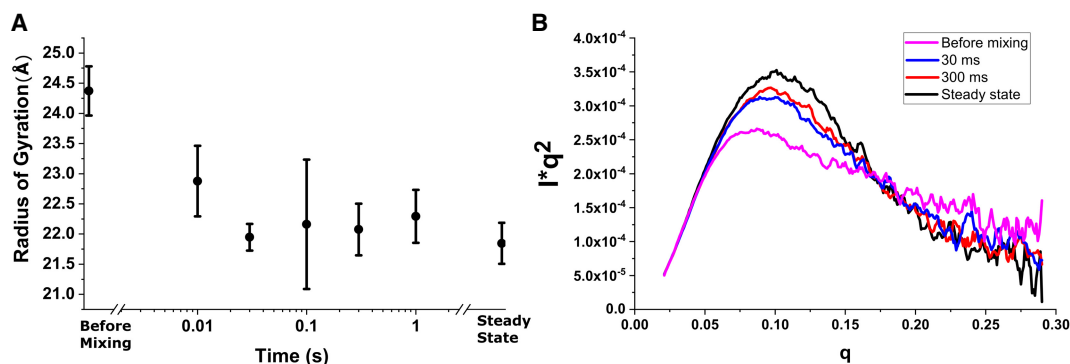 A
Radius of Gyration(Å)
25.0
24.5
24.0
23.5
23.0
22.5
22.0
21.5
21.0
Before
Mixing
0.01
0.1
1
Steady
State
Time (s)
B
I*q²
4.0x10⁻⁴
3.5x10⁻⁴
3.0x10⁻⁴
2.5x10⁻⁴
2.0x10⁻⁴
1.5x10⁻⁴
1.0x10⁻⁴
5.0x10⁻⁵
0.0
Before mixing
30 ms
300 ms
Steady state
0.00
0.05
0.10
0.15
0.20
0.25
0.30
q